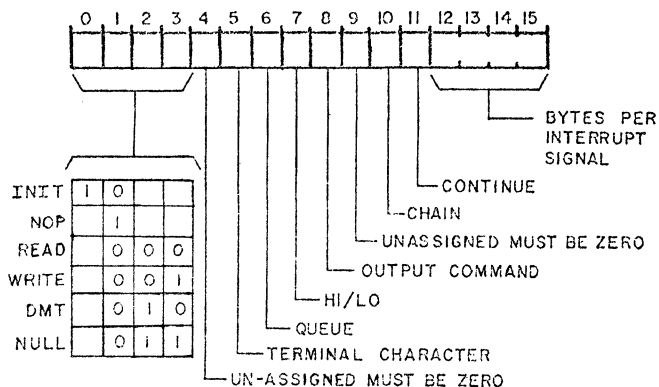 0 1 2 3 4 5 6 7 8 9 10 11 12 13 14 15
BYTES PER
INTERRUPT
SIGNAL
CONTINUE
CHAIN
UNASSIGNED MUST BE ZERO
OUTPUT COMMAND
HI/LO
QUEUE
TERMINAL CHARACTER
UN-ASSIGNED MUST BE ZERO
INIT 1 0
NOP 1
READ 0 0 0
WRITE 0 0 1
DMT 0 1 0
NULL 0 1 1